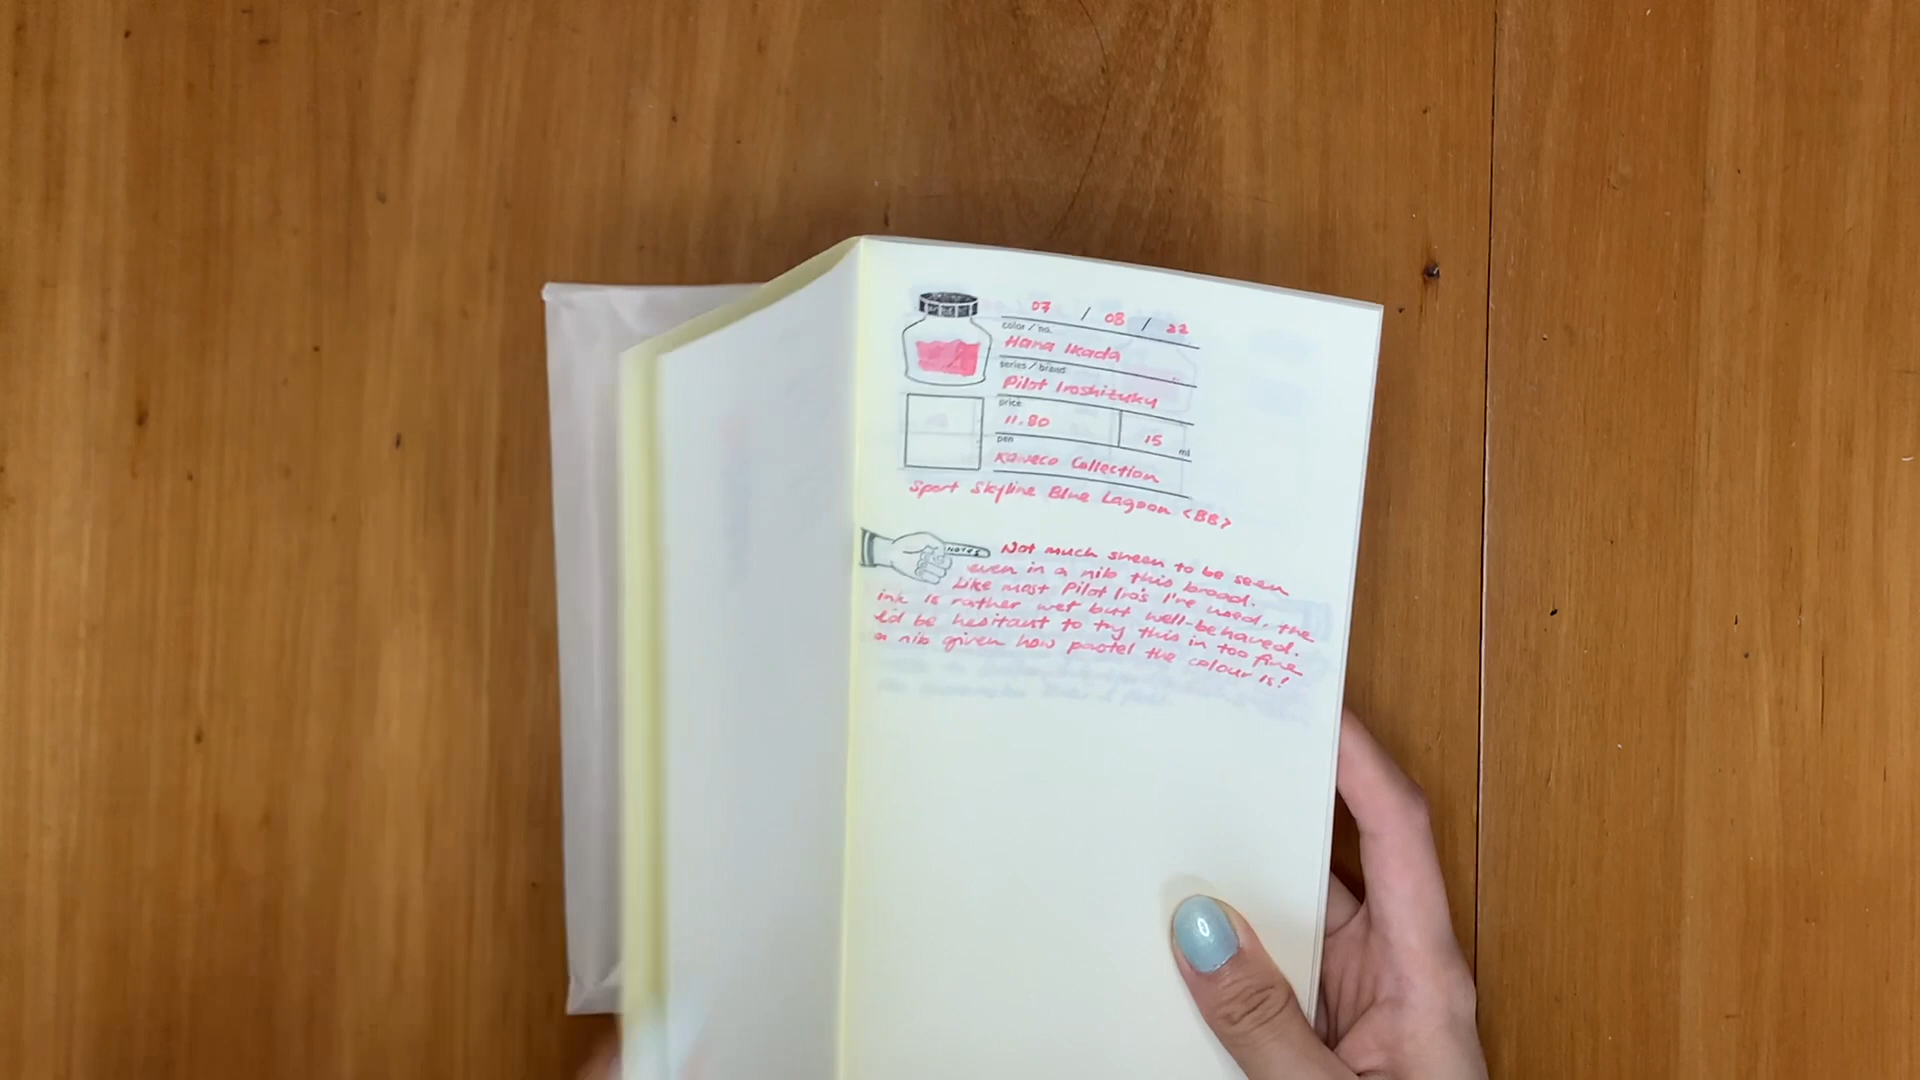 07 / 08 / 22
color / no.
Hana Ikada
series / brand
Pilot Iroshizuku
price
11.80 15 ml
pen
Kaweco Collection
Sport Skyline Blue Lagoon <BB>
NOTES Not much sheen to be seen
even in a nib this broad.
Like most Pilot Iro's I've used, the
ink is rather wet but well-behaved.
I'd be hesitant to try this in too fine
a nib given how pastel the colour is!